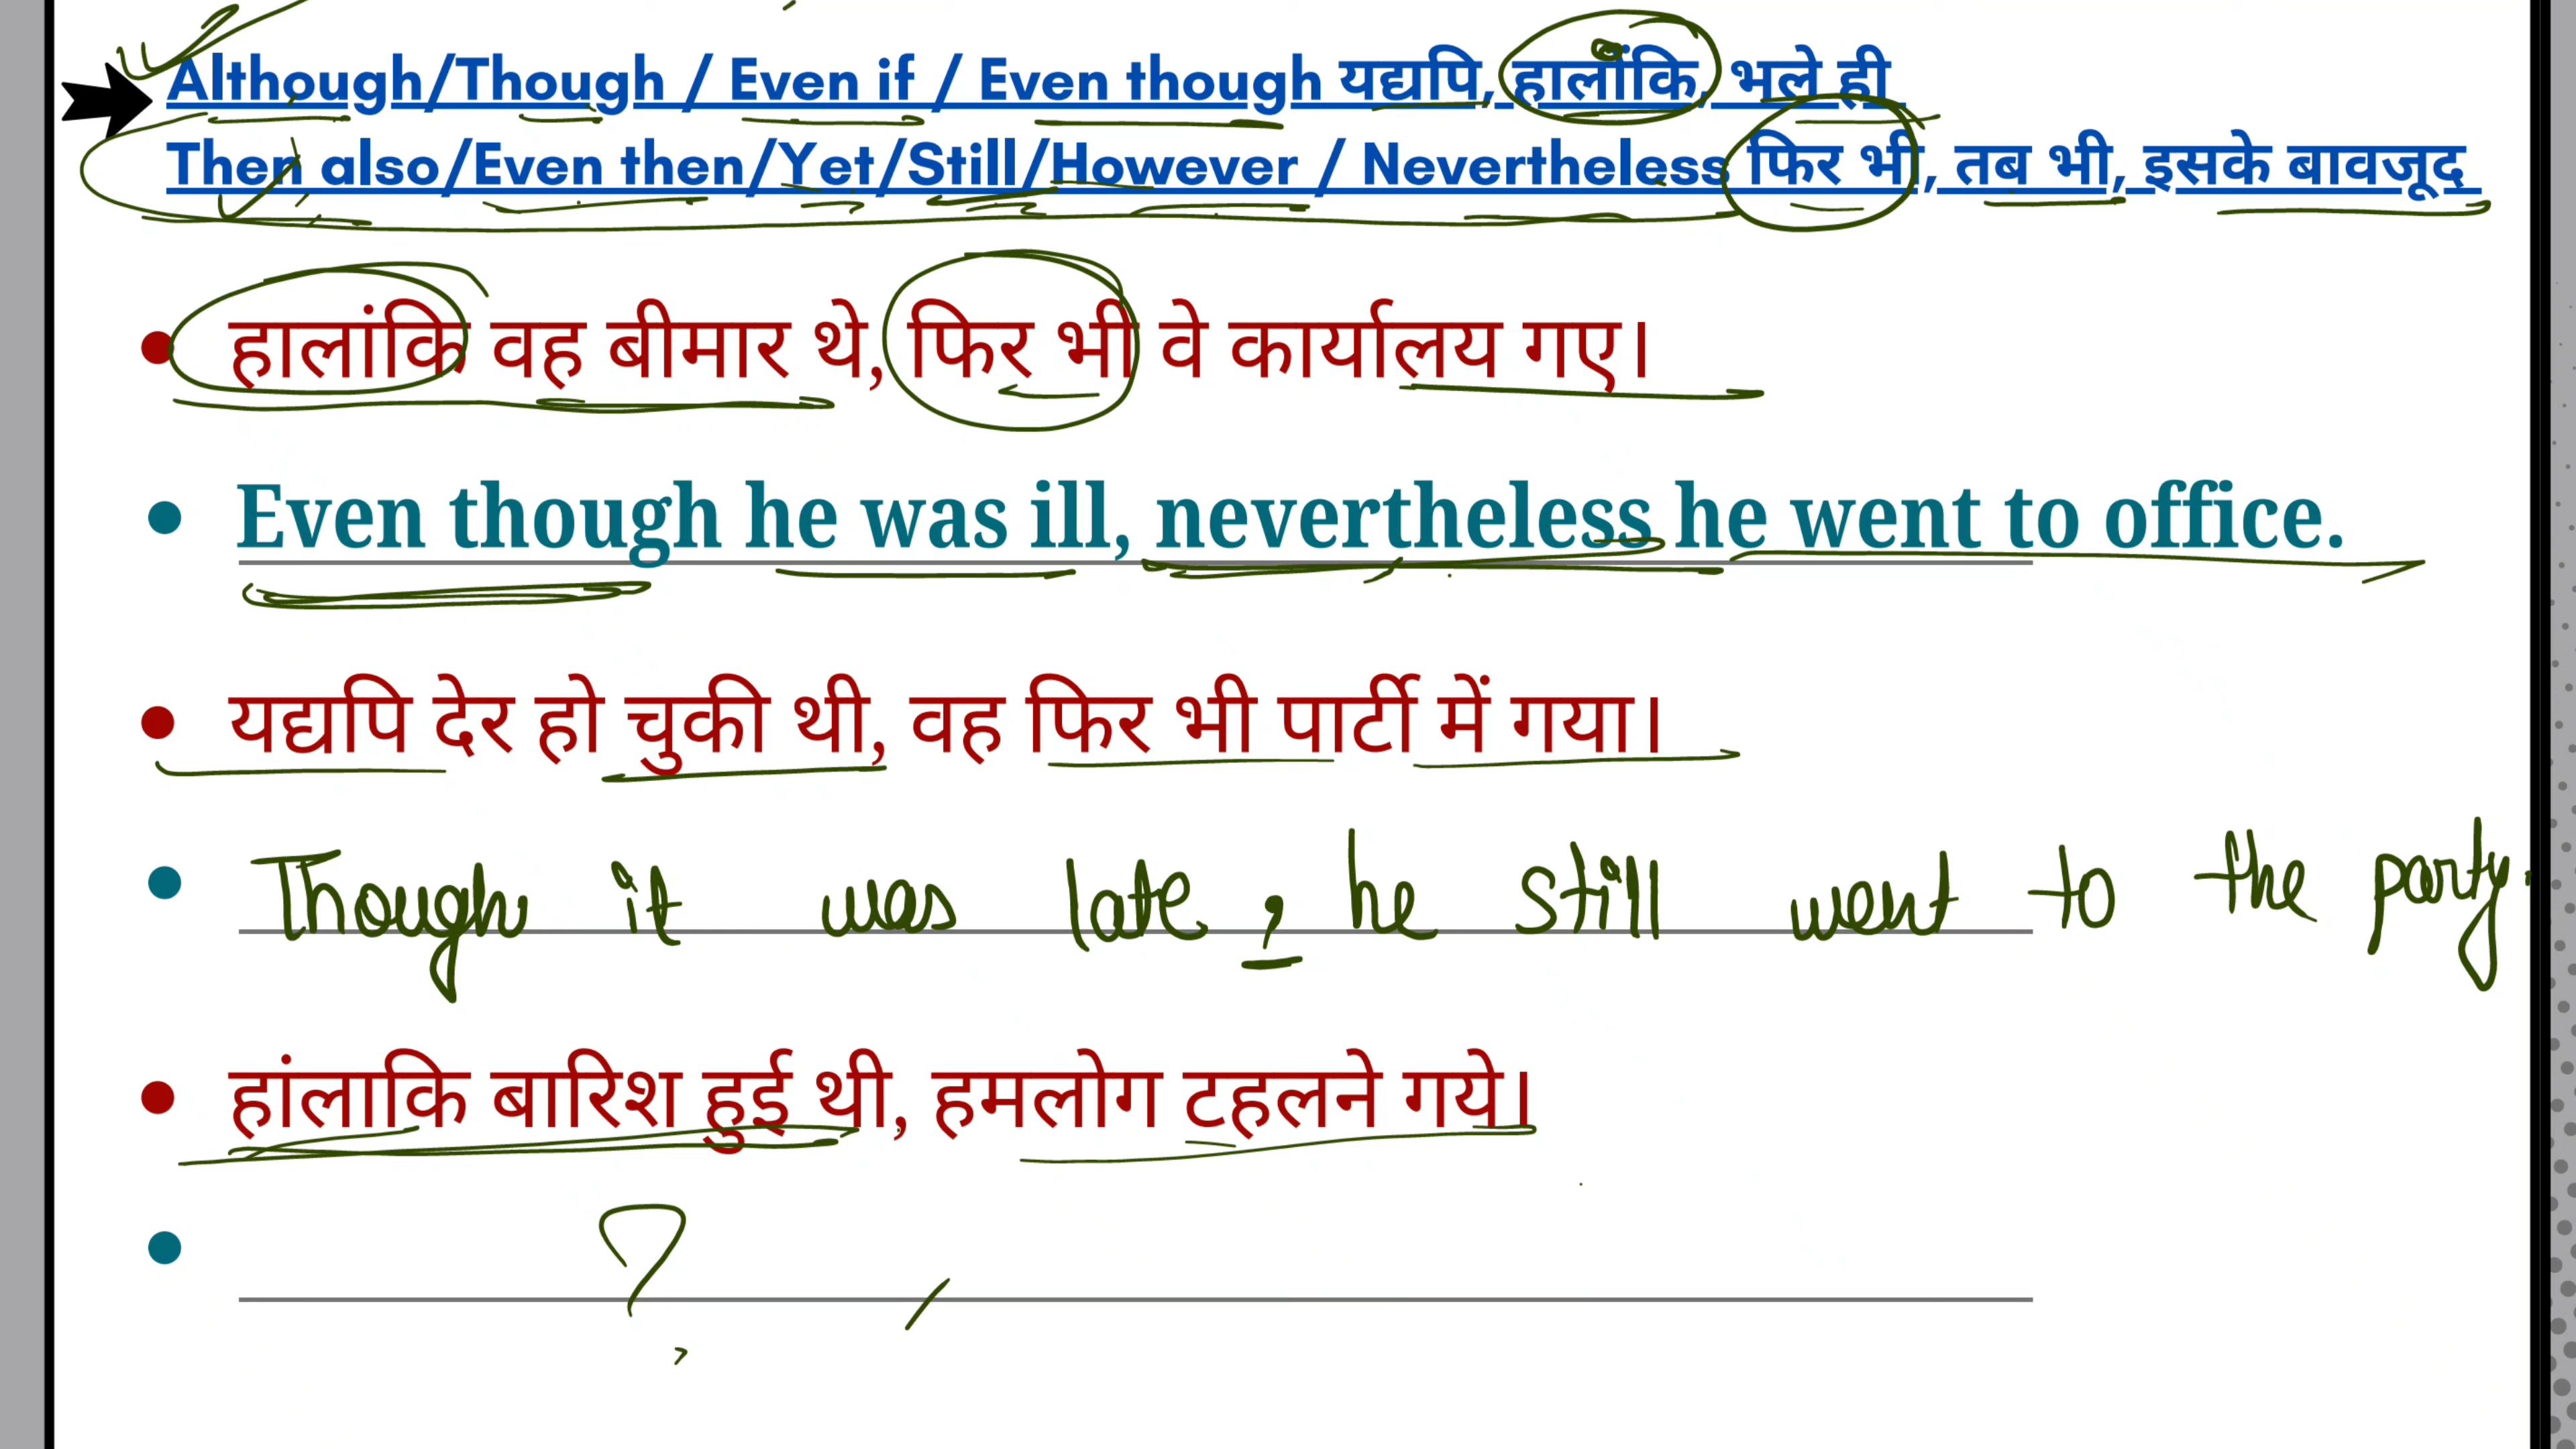 Although/Though / Even if / Even though यद्यपि, हालाँकि, भले ही
Then also/Even then/Yet/Still/However / Nevertheless फिर भी, तब भी, इसके बावजूद
हालांकि वह बीमार थे, फिर भी वे कार्यालय गए।
Even though he was ill, nevertheless he went to office.
यद्यपि देर हो चुकी थी, वह फिर भी पार्टी में गया।
Though it was late, he still went to the party.
हांलाकि बारिश हुई थी, हमलोग टहलने गये।
?